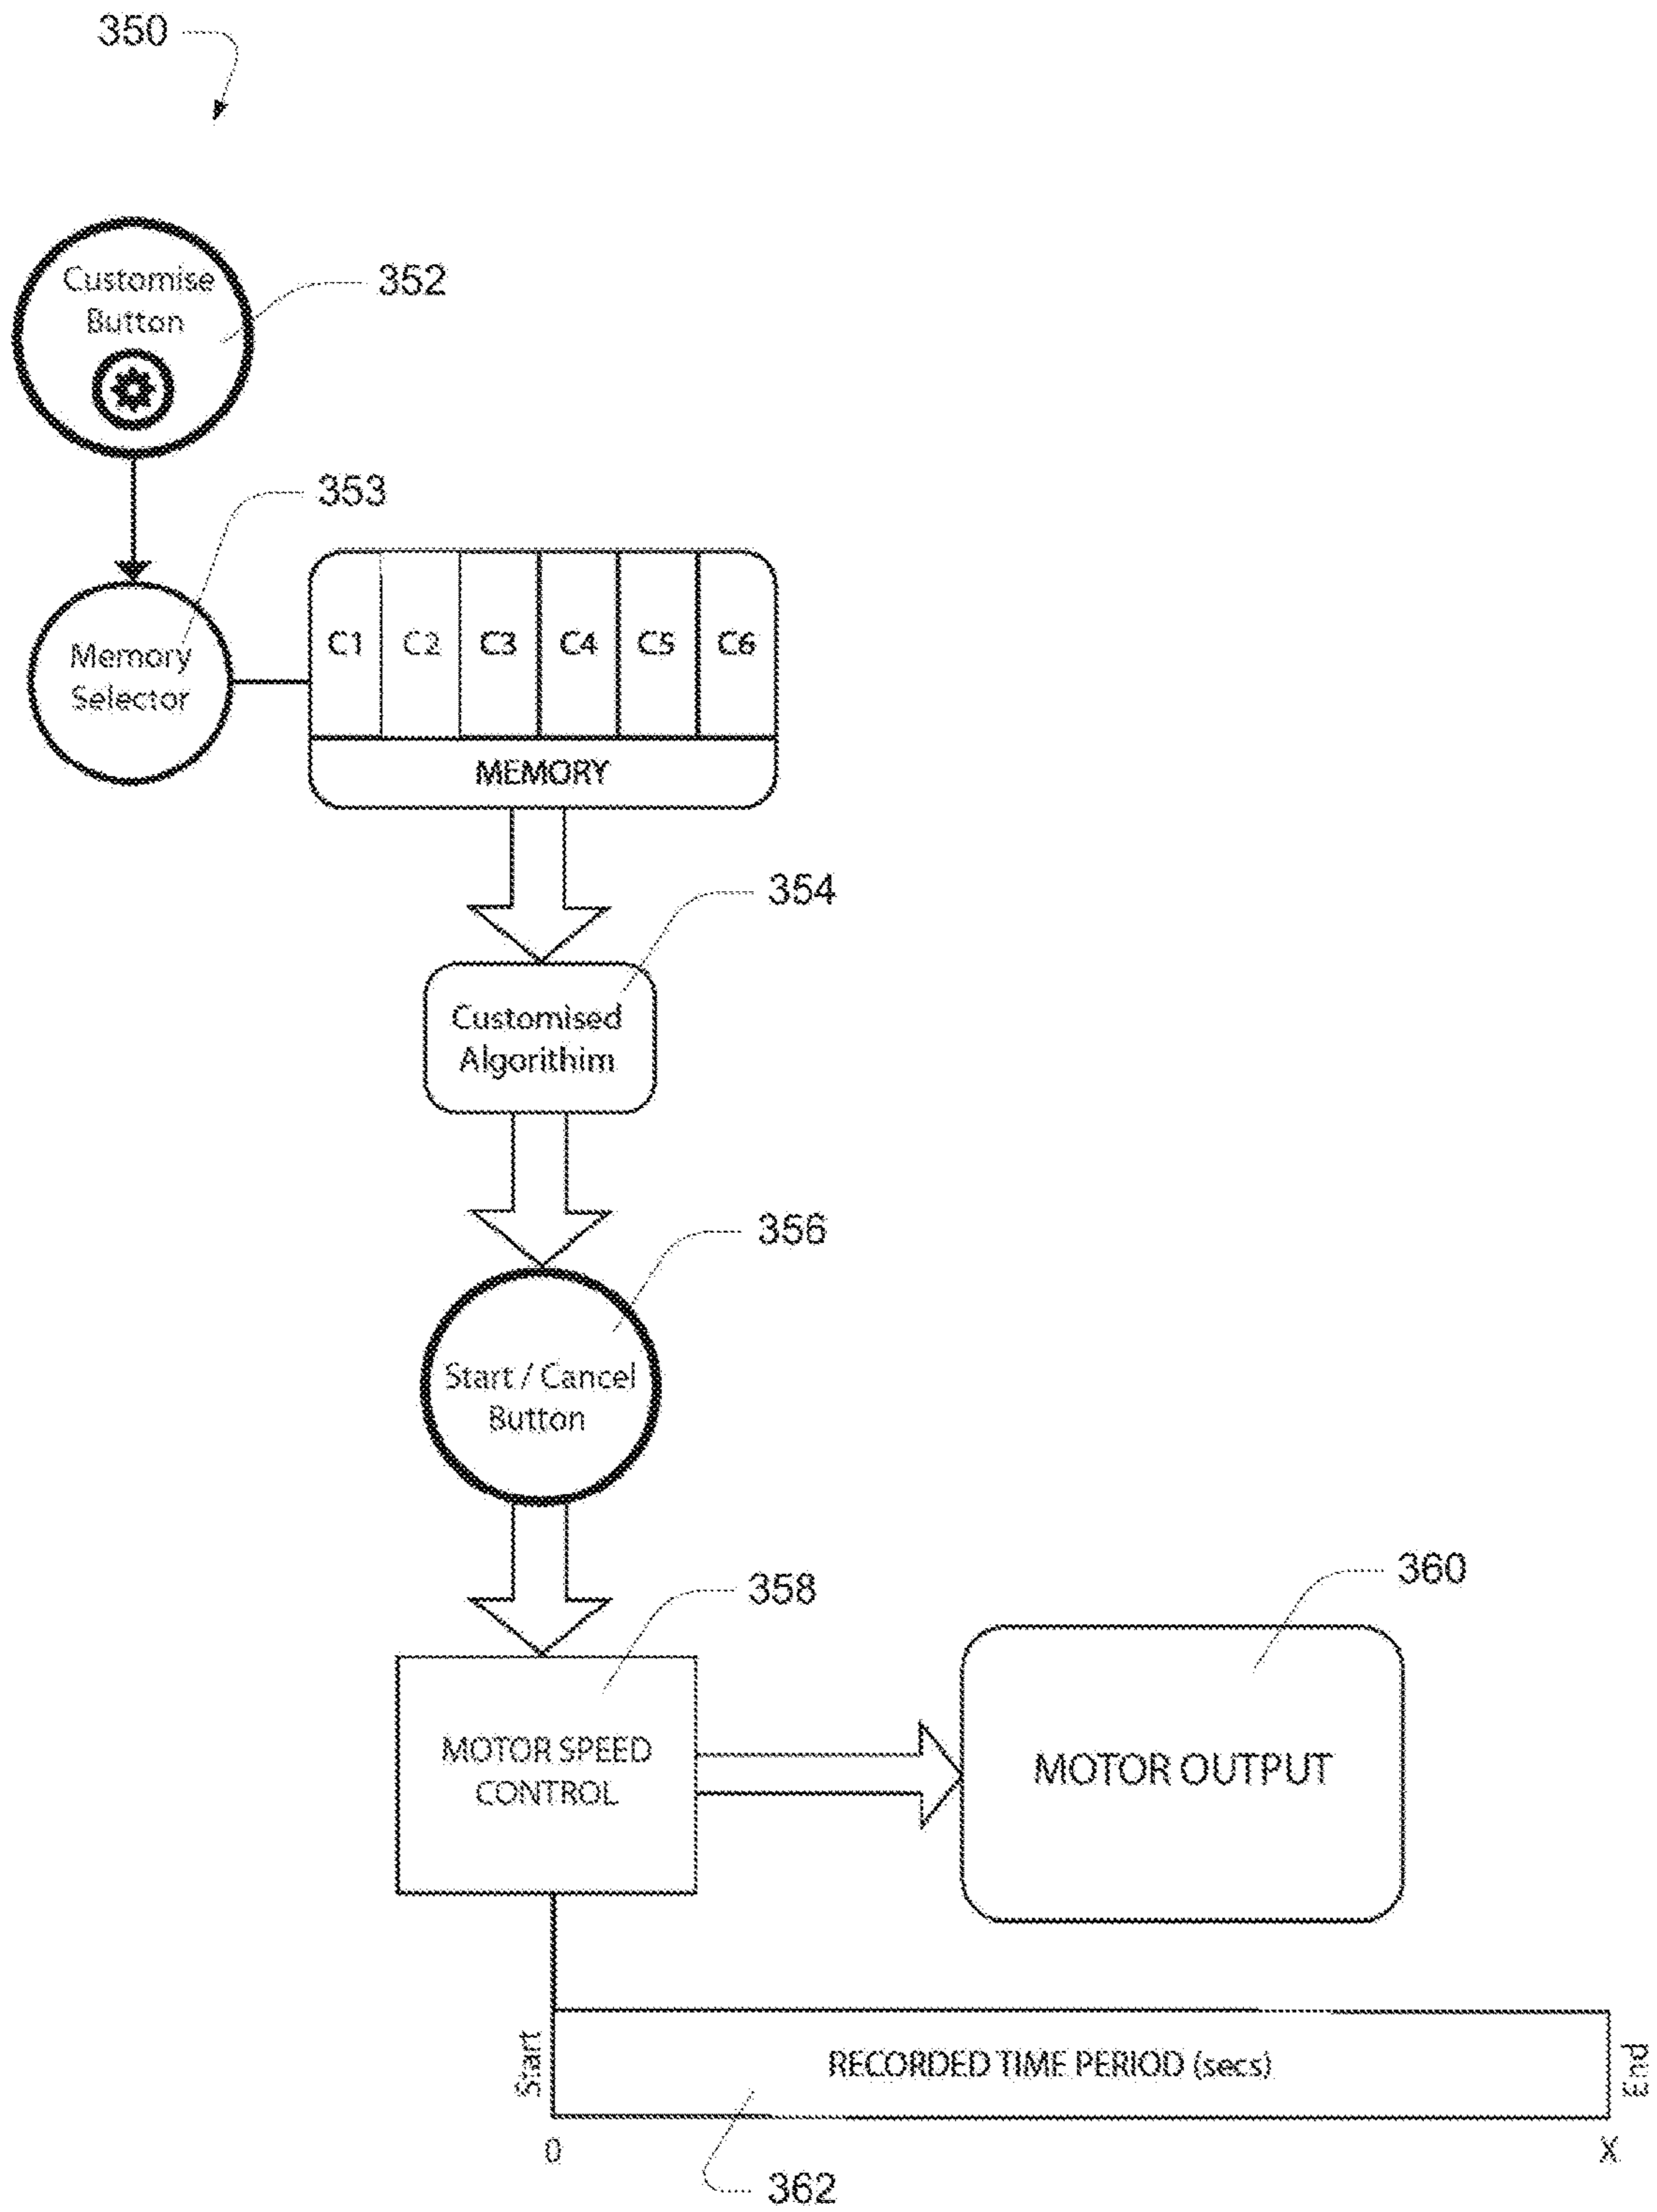 350
Customise
Button
352
353
Memory
Selector
C1 C2 C3 C4 C5 C6
MEMORY
354
Customised
Algorithim
356
Start / Cancel
Button
358
360
MOTOR SPEED
CONTROL
MOTOR OUTPUT
Start
RECORDED TIME PERIOD (secs)
End
0
X
362